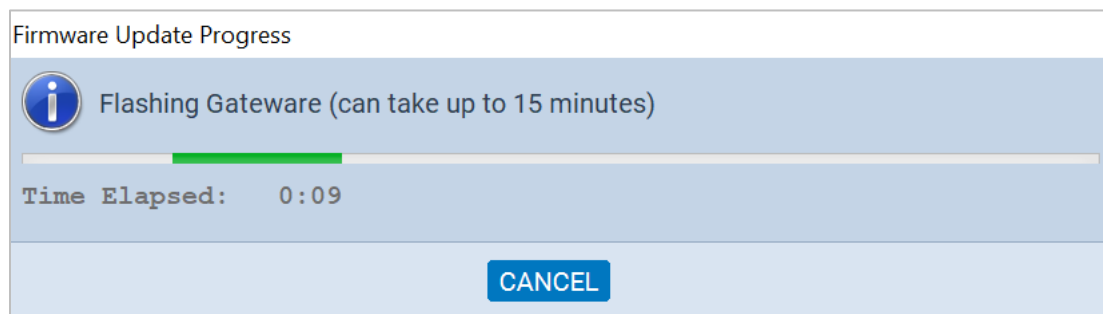 Firmware Update Progress
Flashing Gateware (can take up to 15 minutes)
Time Elapsed: 0:09
CANCEL